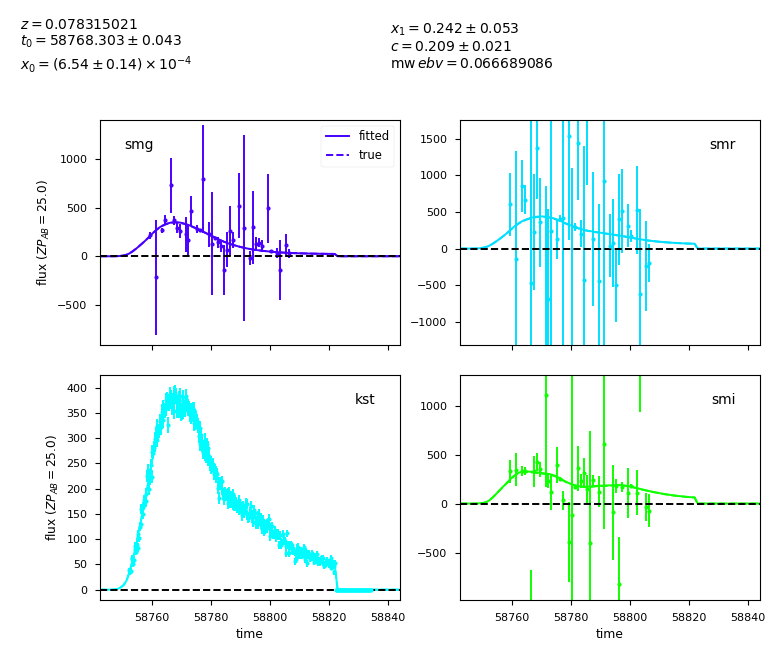 z = 0.078315021
t₀ = 58768.303 ± 0.043
x₀ = (6.54 ± 0.14) × 10⁻⁴
x₁ = 0.242 ± 0.053
c = 0.209 ± 0.021
mw ebv = 0.066689086
smg
fitted
true
1000
500
0
−500
flux (ZP_AB = 25.0)
smr
1500
1000
500
0
−500
−1000
kst
400
350
300
250
200
150
100
50
0
flux (ZP_AB = 25.0)
58760 58780 58800 58820 58840
time
smi
1000
500
0
−500
58760 58780 58800 58820 58840
time